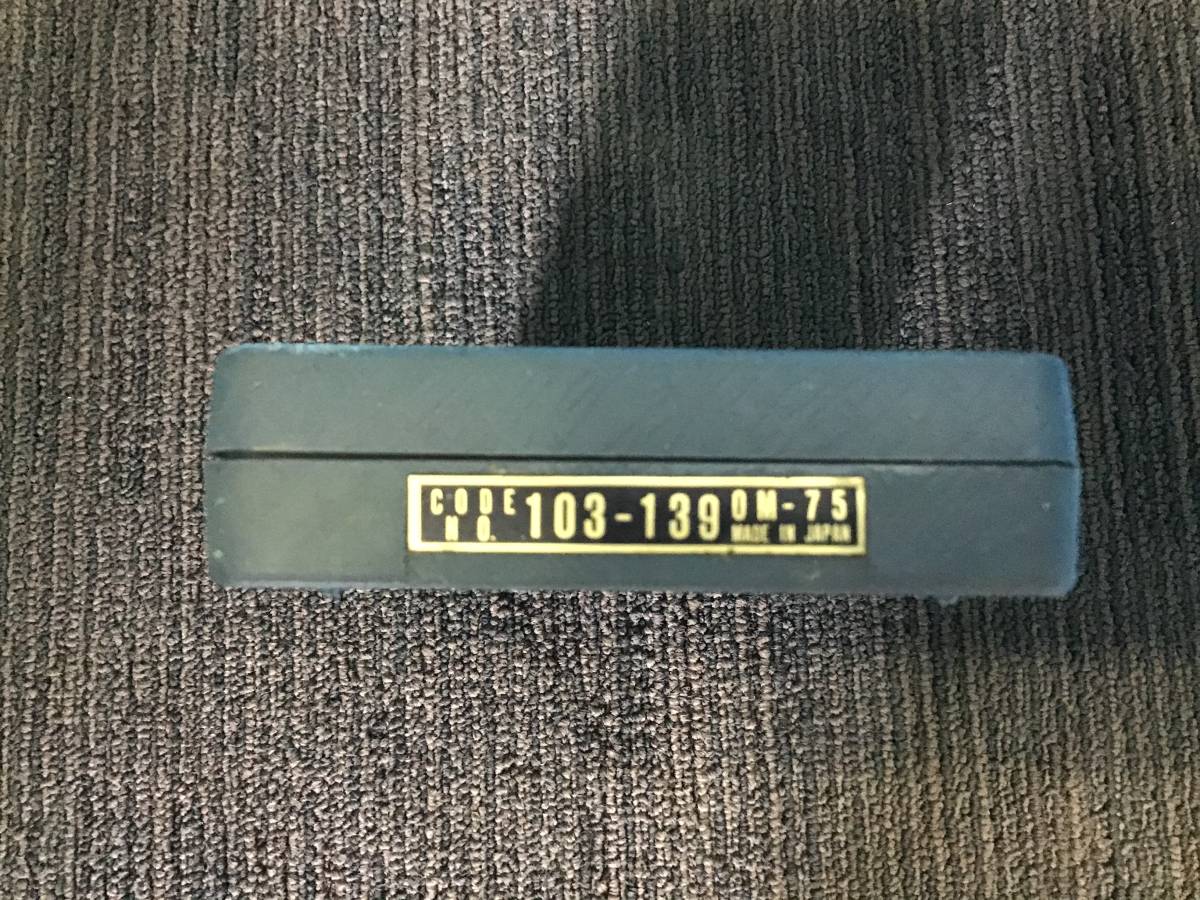 CODE NO. 103-139 OM-75
MADE IN JAPAN